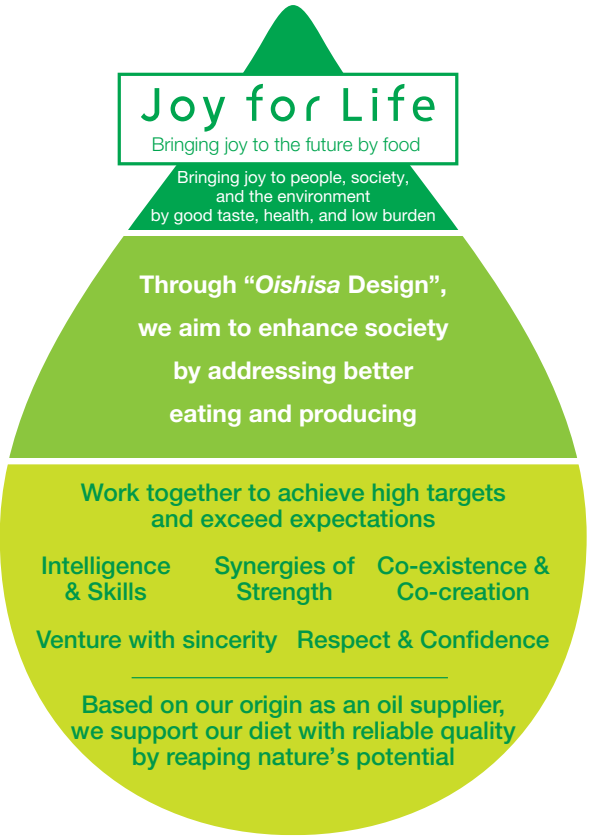 Joy for Life
Bringing joy to the future by food
Bringing joy to people, society,
and the environment
by good taste, health, and low burden
Through “Oishisa Design”,
we aim to enhance society
by addressing better
eating and producing
Work together to achieve high targets
and exceed expectations
Intelligence
& Skills
Synergies of
Strength
Co-existence &
Co-creation
Venture with sincerity
Respect & Confidence
Based on our origin as an oil supplier,
we support our diet with reliable quality
by reaping nature’s potential